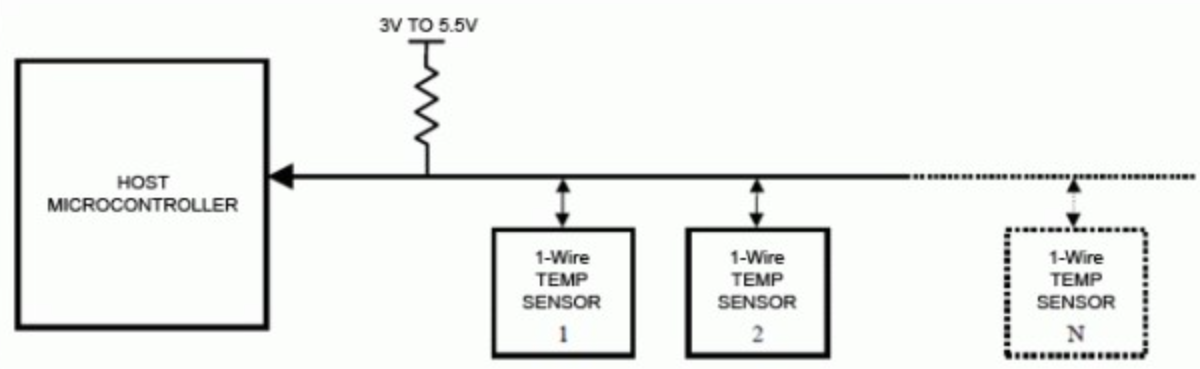 3V TO 5.5V
HOST
MICROCONTROLLER
1-Wire
TEMP
SENSOR
1
1-Wire
TEMP
SENSOR
2
1-Wire
TEMP
SENSOR
N